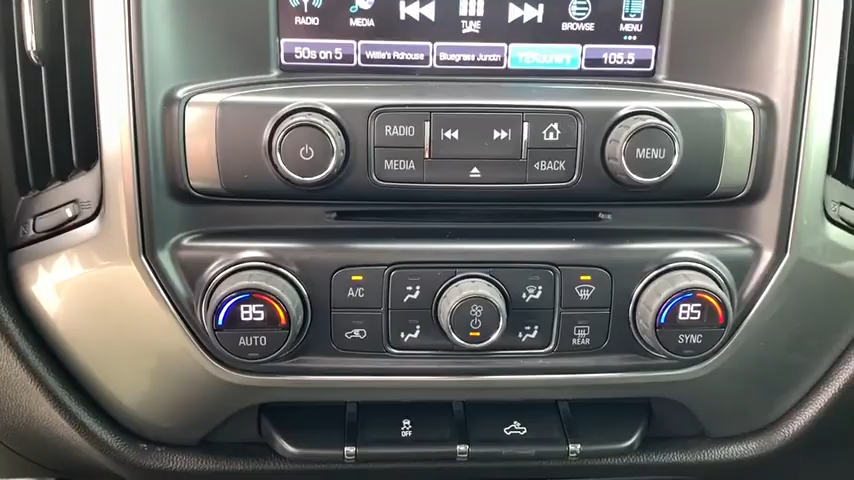 RADIO MEDIA TUNE BROWSE MENU
50s on 5 Willie's Rdhouse Bluegrass Junctn 105.5
RADIO
MEDIA BACK MENU
85 A/C 85
AUTO REAR SYNC
OFF